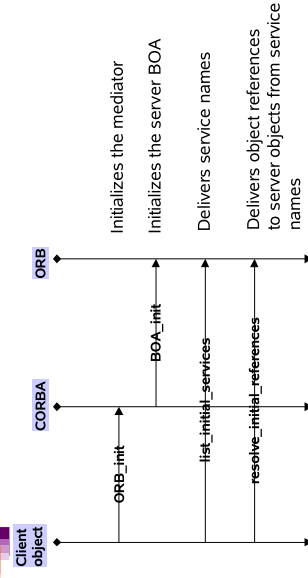 Client
object
CORBA
ORB
ORB_init
Initializes the mediator
BOA_init
Initializes the server BOA
list_initial_services
Delivers service names
resolve_initial_references
Delivers object references
to server objects from service
names